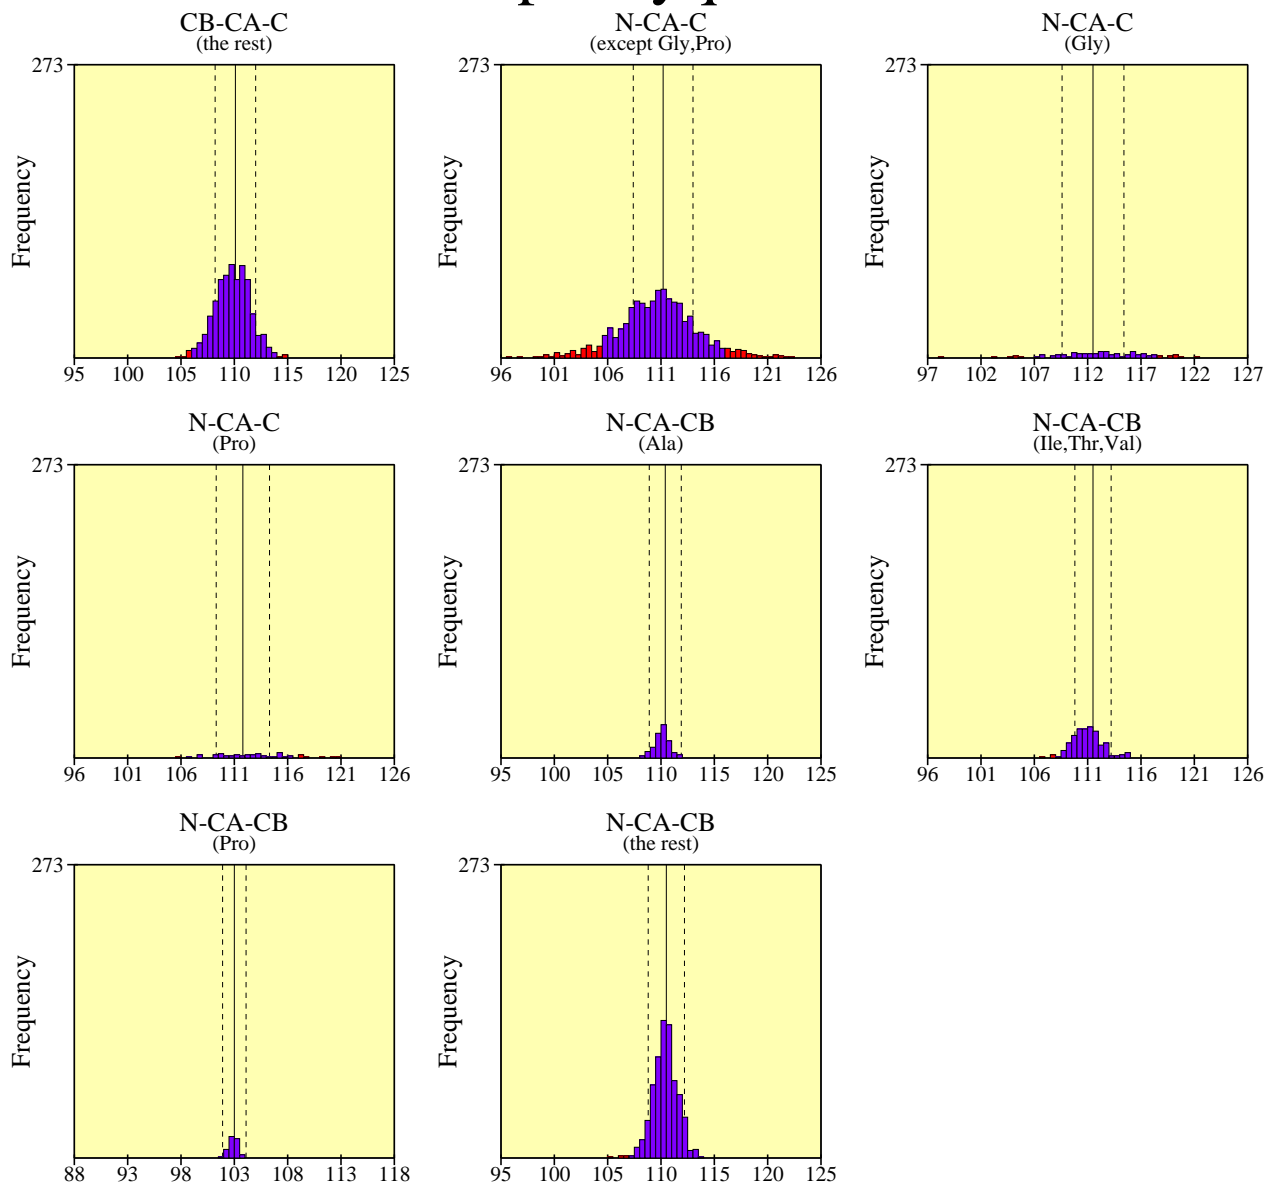 CB-CA-C
(the rest)
273
Frequency
95 100 105 110 115 120 125
N-CA-C
(except Gly,Pro)
273
Frequency
96 101 106 111 116 121 126
N-CA-C
(Gly)
273
Frequency
97 102 107 112 117 122 127
N-CA-C
(Pro)
273
Frequency
96 101 106 111 116 121 126
N-CA-CB
(Ala)
273
Frequency
95 100 105 110 115 120 125
N-CA-CB
(Ile,Thr,Val)
273
Frequency
96 101 106 111 116 121 126
N-CA-CB
(Pro)
273
Frequency
88 93 98 103 108 113 118
N-CA-CB
(the rest)
273
Frequency
95 100 105 110 115 120 125